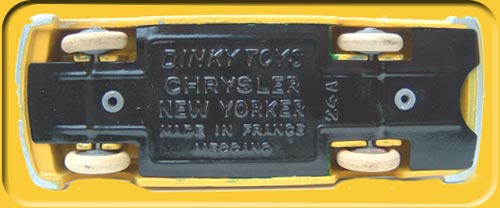 DINKY TOYS
CHRYSLER
NEW YORKER
MADE IN FRANCE
MECCANO
24A